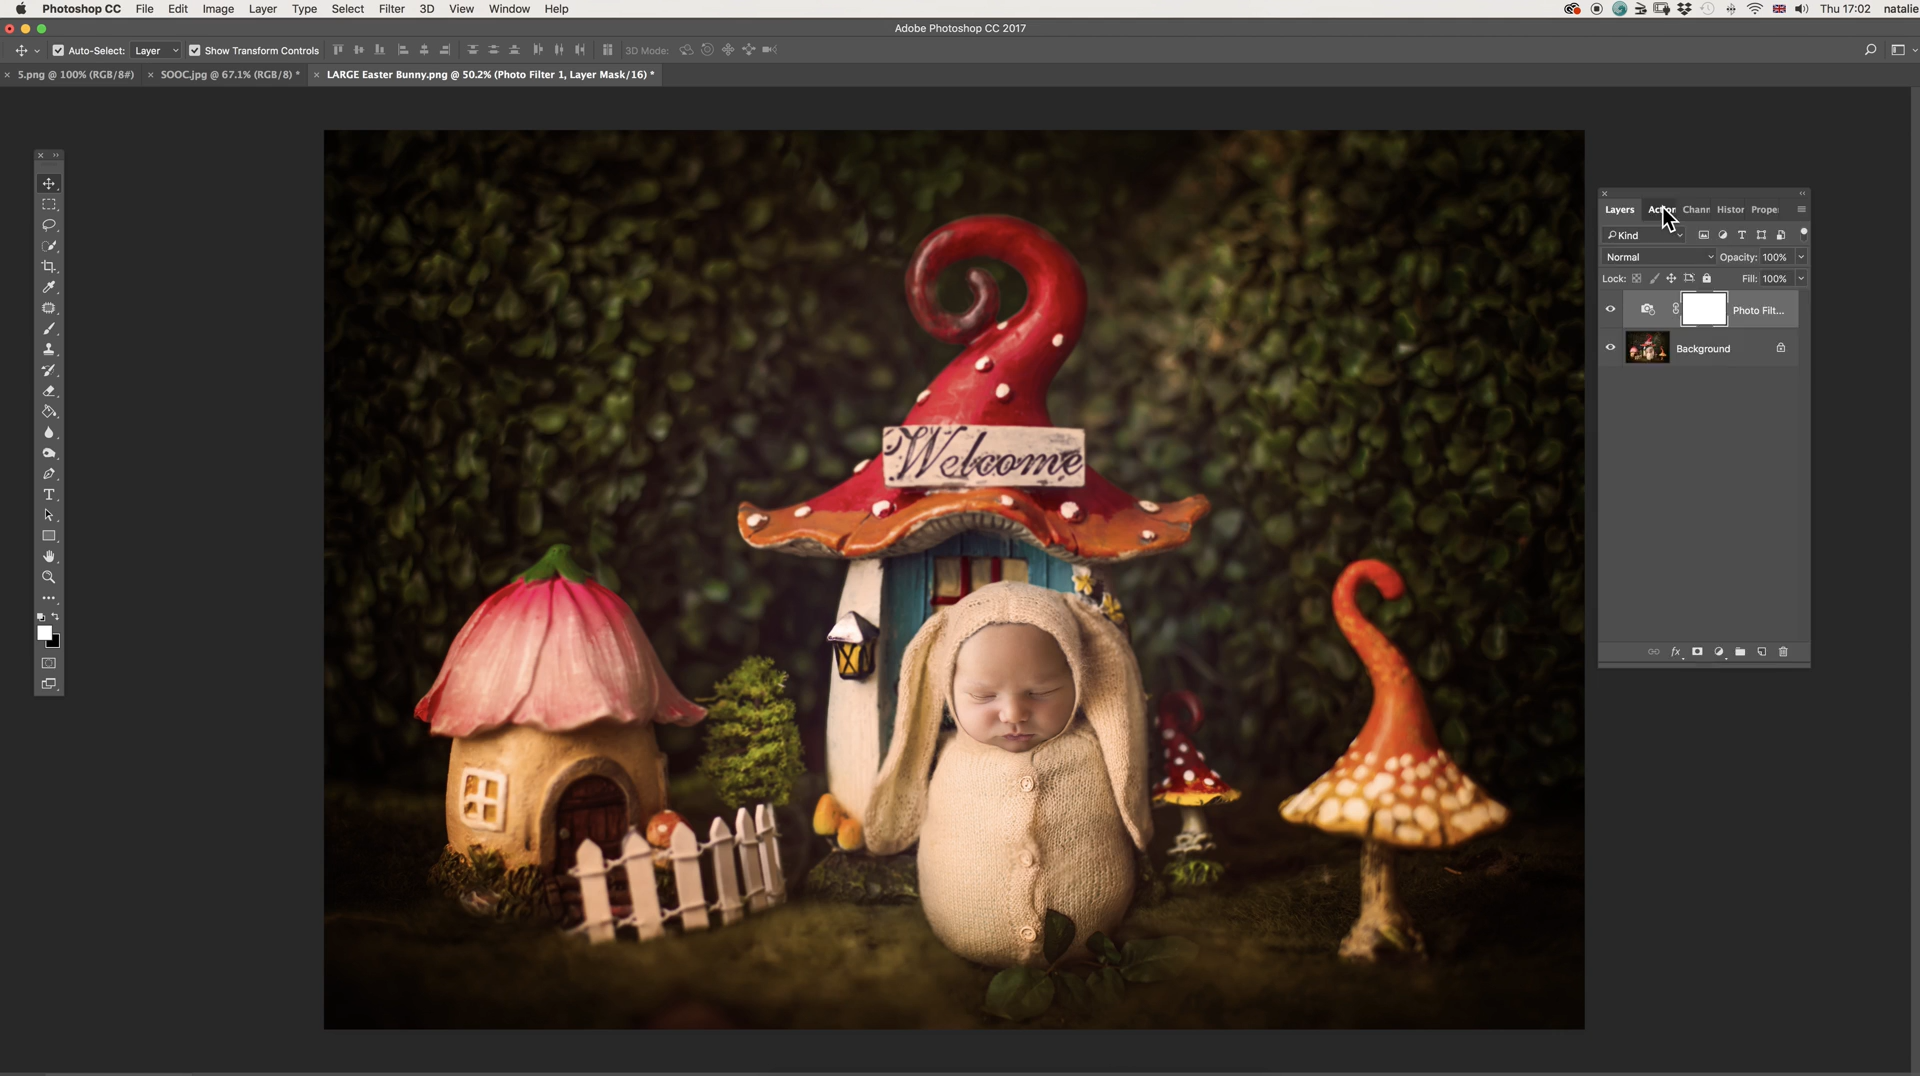 Photoshop CC File Edit Image Layer Type Select Filter 3D View Window Help Thu 17:02 natalie
Adobe Photoshop CC 2017
Auto-Select: Layer Show Transform Controls 3D Mode:
5.png @ 100% (RGB/8#) SOOC.jpg @ 67.1% (RGB/8) * LARGE Easter Bunny.png @ 50.2% (Photo Filter 1, Layer Mask/16) *
Layers Chann Histor Prope
Kind
Normal Opacity: 100%
Lock: Fill: 100%
Photo Filt...
Background
fx
Welcome